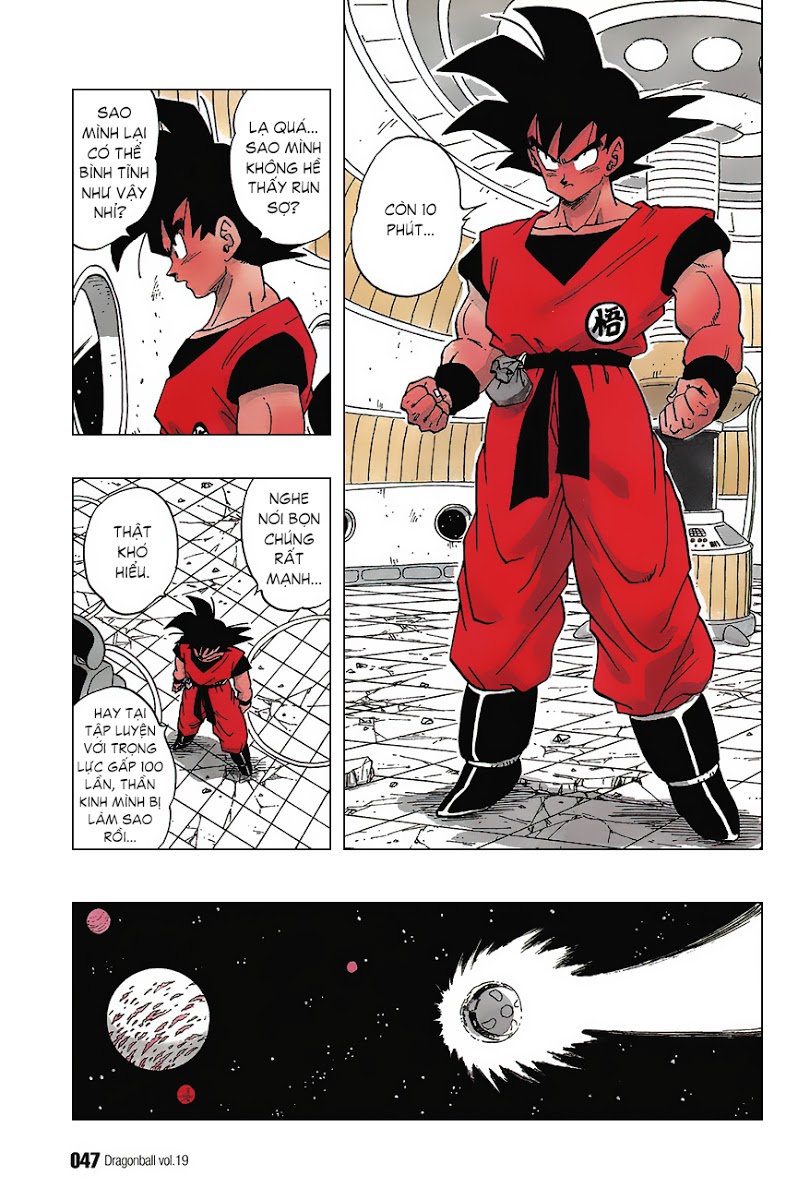 CÒN 10
PHÚT...
悟
LẠ QUÁ...
SAO MÌNH
KHÔNG HỀ
THẤY RUN
SỢ?
SAO
MÌNH LẠI
CÓ THỂ
BÌNH TĨNH
NHƯ VẬY
NHỈ?
NGHE
NÓI BỌN
CHÚNG
RẤT
MẠNH...
THẬT
KHÓ
HIỂU.
HAY TẠI
TẬP LUYỆN
VỚI TRỌNG
LỰC GẤP 100
LẦN, THẦN
KINH MÌNH BỊ
LÀM SAO
RỒI...
047 Dragonball vol.19